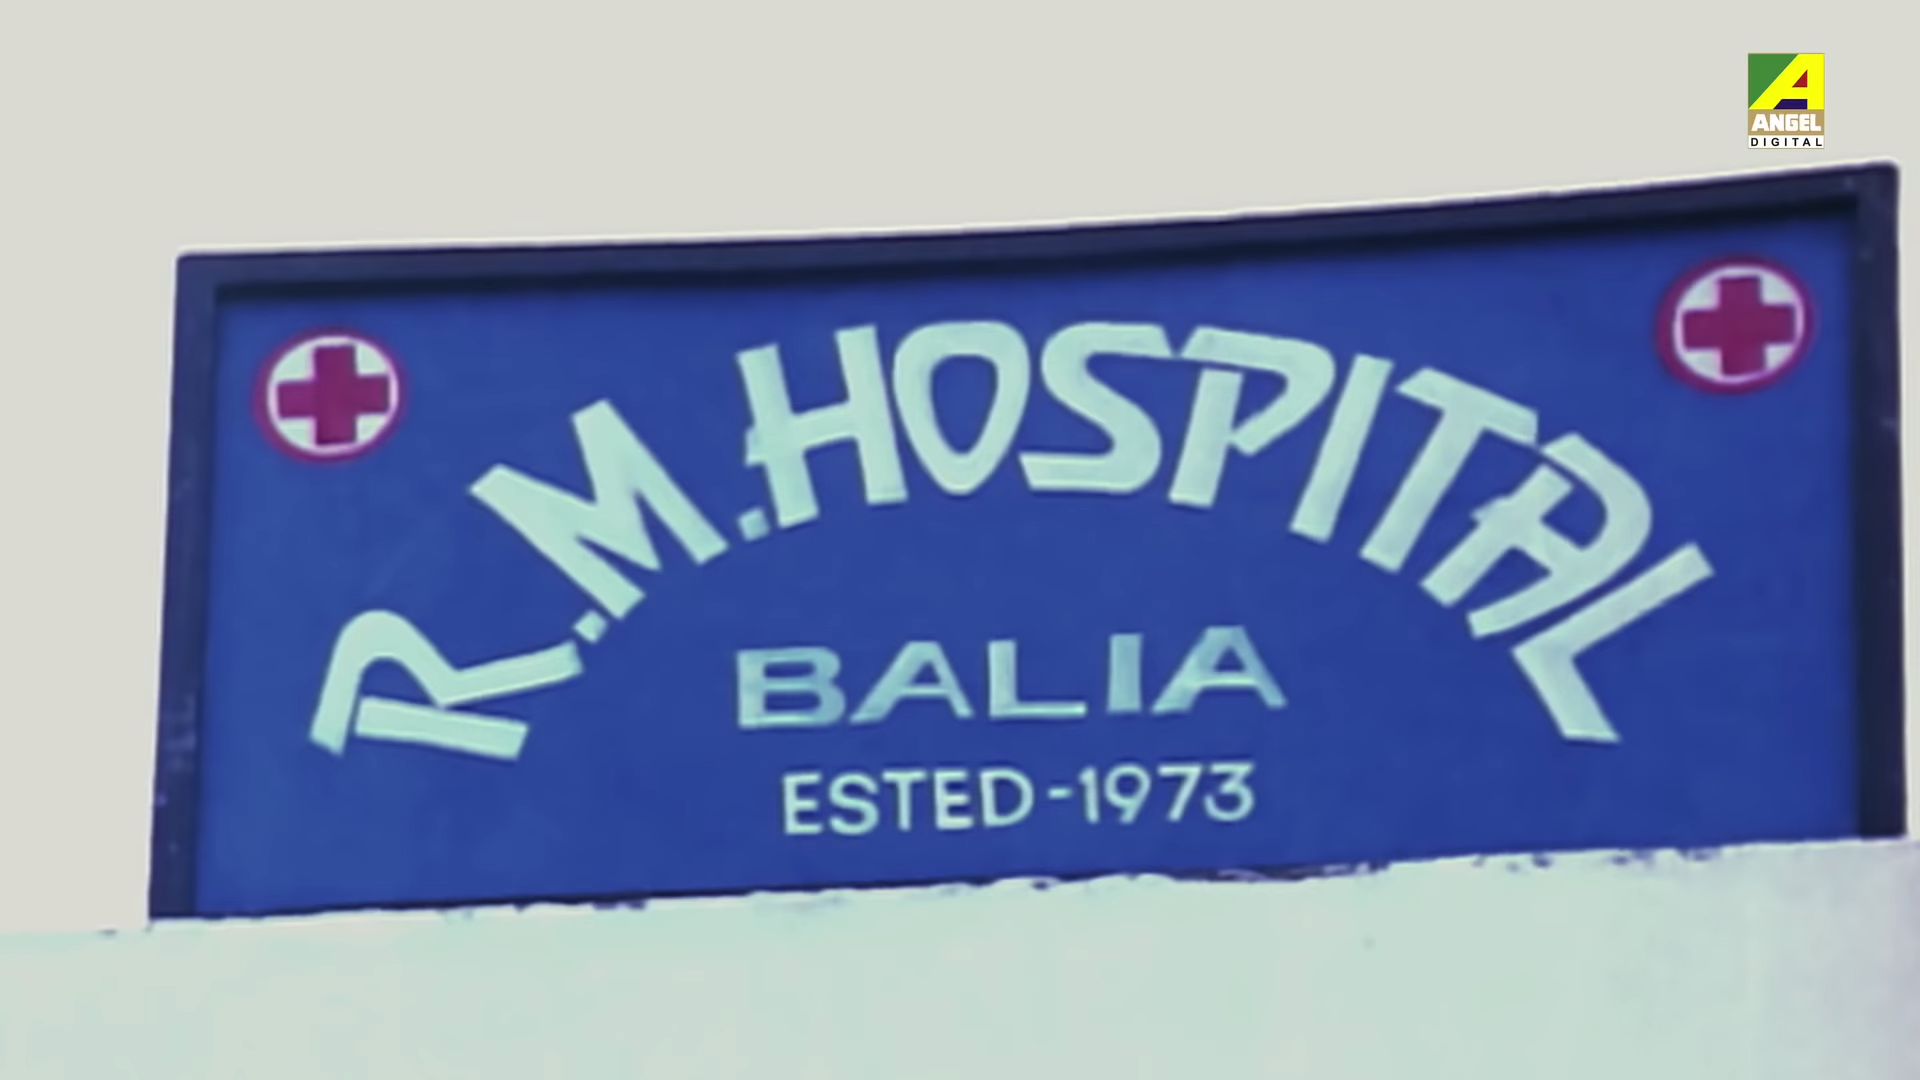 ANGEL
DIGITAL
R.M.HOSPITAL
BALIA
ESTED-1973